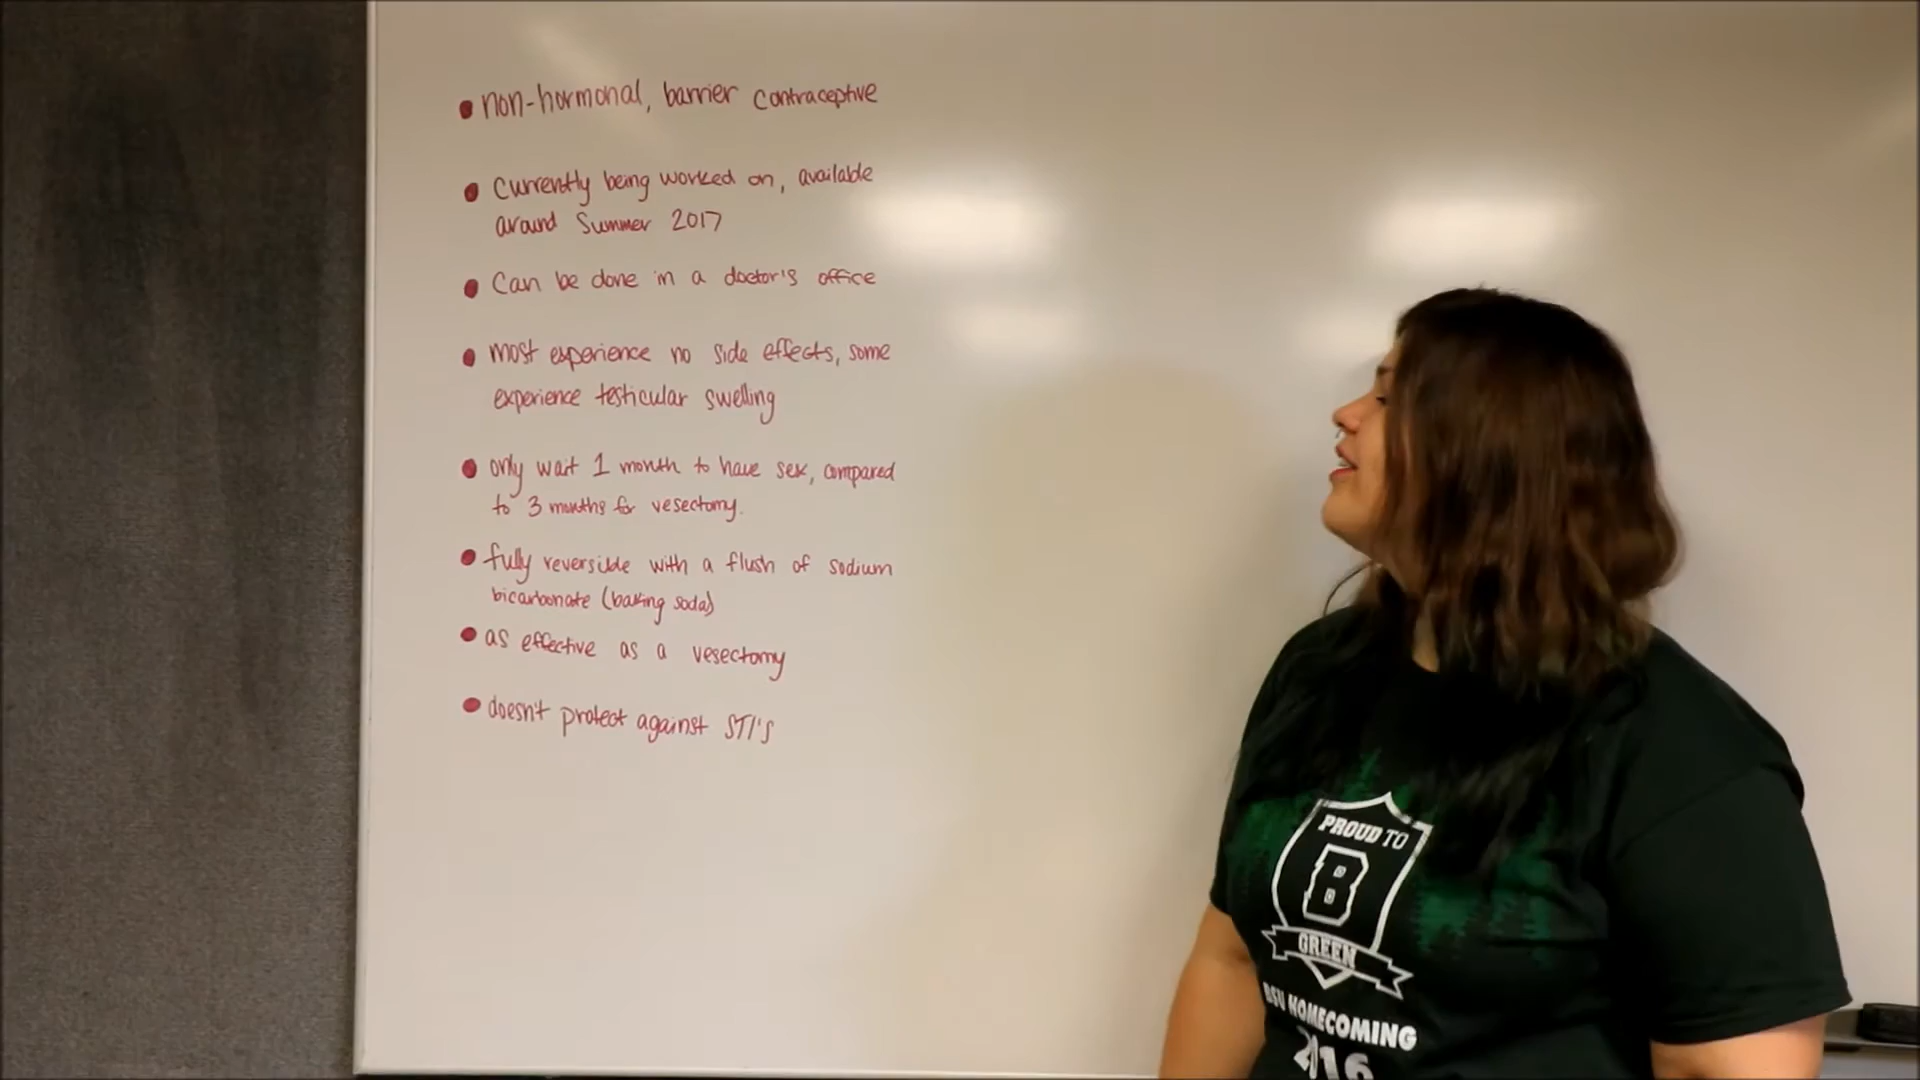 • non-hormonal, barrier contraceptive
• Currently being worked on, available
around Summer 2017
• Can be done in a doctor's office
• most experience no side effects, some
experience testicular swelling
• only wait 1 month to have sex, compared
to 3 months for vesectomy.
• fully reversible with a flush of sodium
bicarbonate (baking soda)
• as effective as a vesectomy
• doesn't protect against STI's
PROUD TO
B
GREEN
BSU HOMECOMING
2016